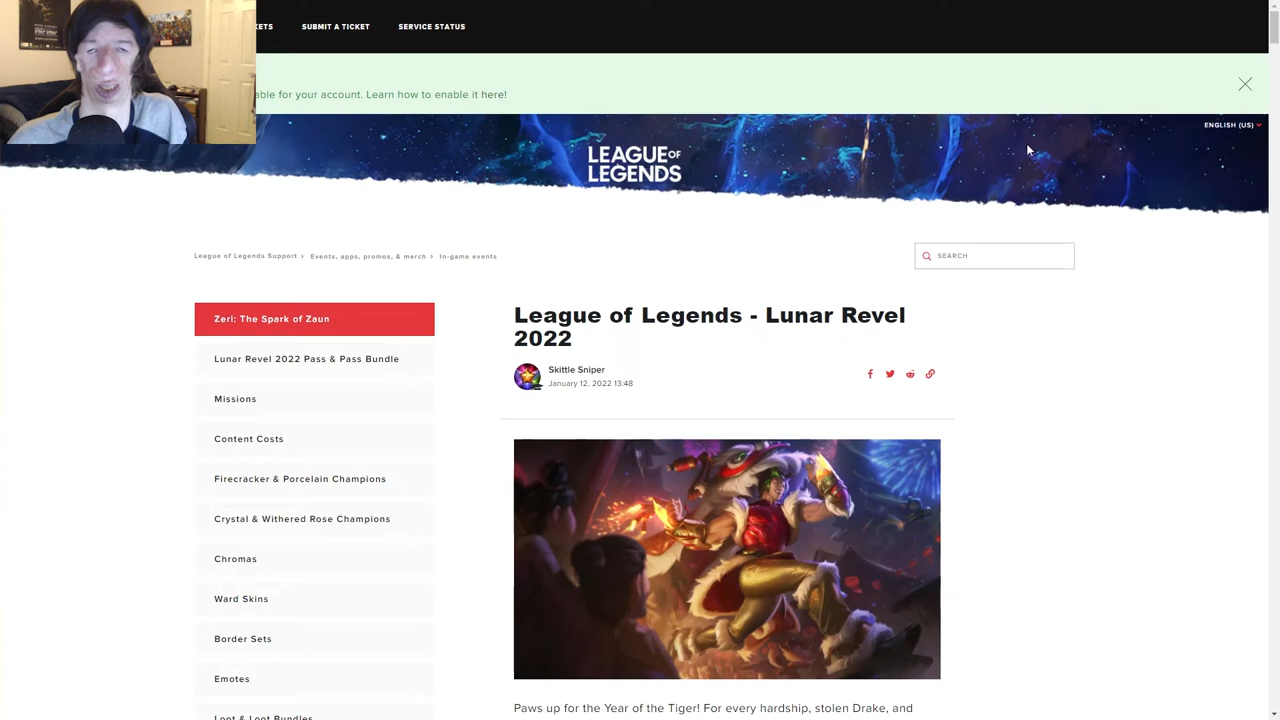 KETS SUBMIT A TICKET SERVICE STATUS
able for your account. Learn how to enable it here!
ENGLISH (US)
LEAGUE OF
LEGENDS
League of Legends Support › Events, apps, promos, & merch › In-game events
SEARCH
Zeri: The Spark of Zaun
Lunar Revel 2022 Pass & Pass Bundle
Missions
Content Costs
Firecracker & Porcelain Champions
Crystal & Withered Rose Champions
Chromas
Ward Skins
Border Sets
Emotes
Loot & Loot Bundles
League of Legends - Lunar Revel
2022
Skittle Sniper
January 12, 2022 13:48
Paws up for the Year of the Tiger! For every hardship, stolen Drake, and